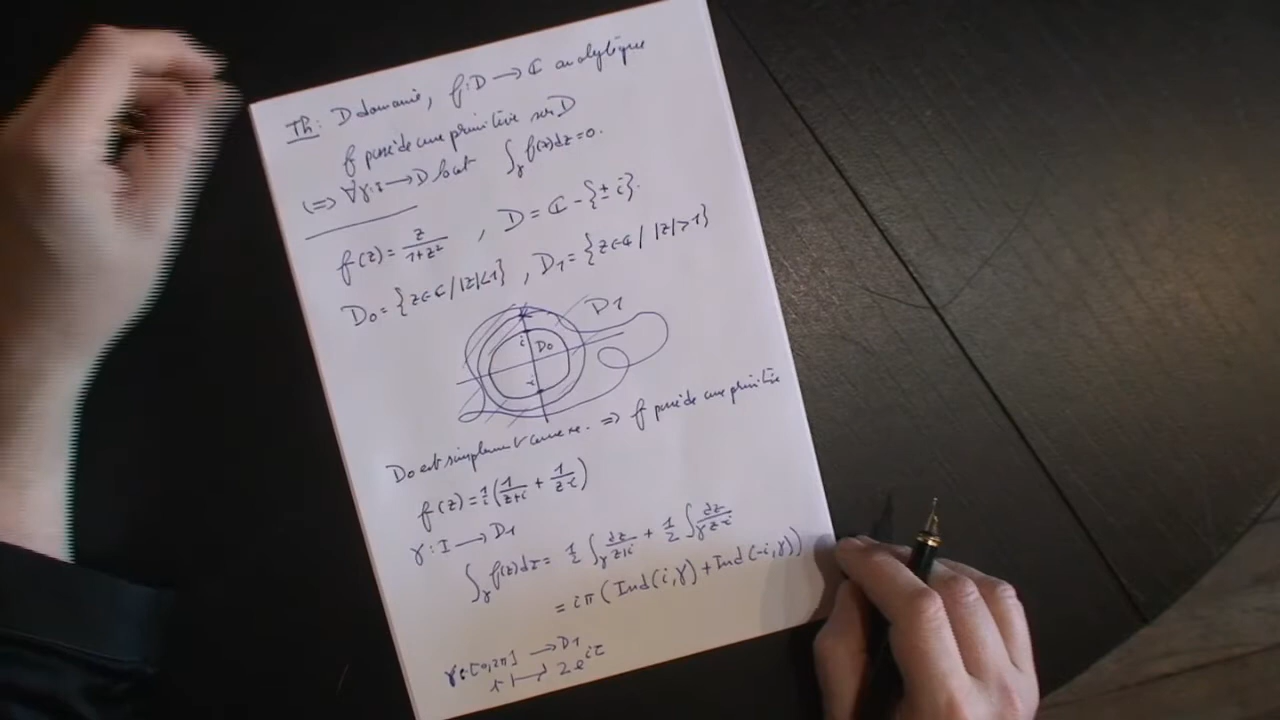 Th: D domaine, f: D → ℂ analytique
f possède une primitive sur D
(=> ∀γ: I → D lacet ∫_γ f(z)dz = 0.
f(z) = z/(1+z²) , D = ℂ - {± i}.
D0 = {z∈ℂ / |z|<1} , D1 = {z∈ℂ / |z|>1}
D1
i D0
-i
D0 est simplement connexe. => f possède une primitive
f(z) = 1/2 (1/(z+i) + 1/(z-i))
γ: I → D1
∫_γ f(z)dz = 1/2 ∫_γ dz/(z+i) + 1/2 ∫_γ dz/(z-i)
= iπ (Ind(i,γ) + Ind(-i,γ))
γ: [0,2π] → D1
t ↦ 2e^{it}